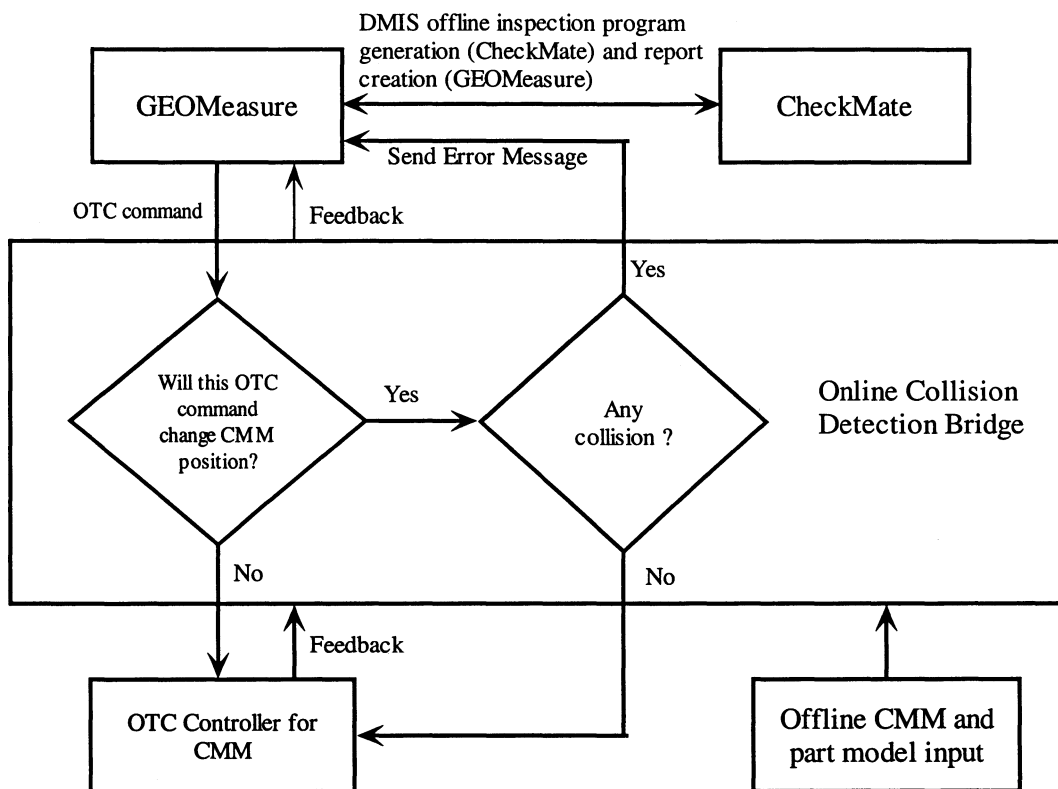 DMIS offline inspection program
generation (CheckMate) and report
creation (GEOMeasure)
GEOMeasure
CheckMate
Send Error Message
OTC command
Feedback
Yes
Will this OTC
command
change CMM
position?
Yes
Any
collision ?
Online Collision
Detection Bridge
No
No
Feedback
OTC Controller for
CMM
Offline CMM and
part model input